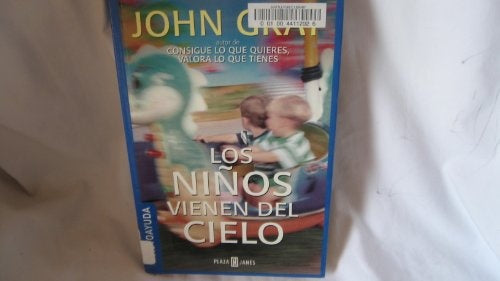 JOHN GRAY
autor de
CONSIGUE LO QUE QUIERES,
VALORA LO QUE TIENES
LOS
NIÑOS
VIENEN DEL
CIELO
PLAZA JANES